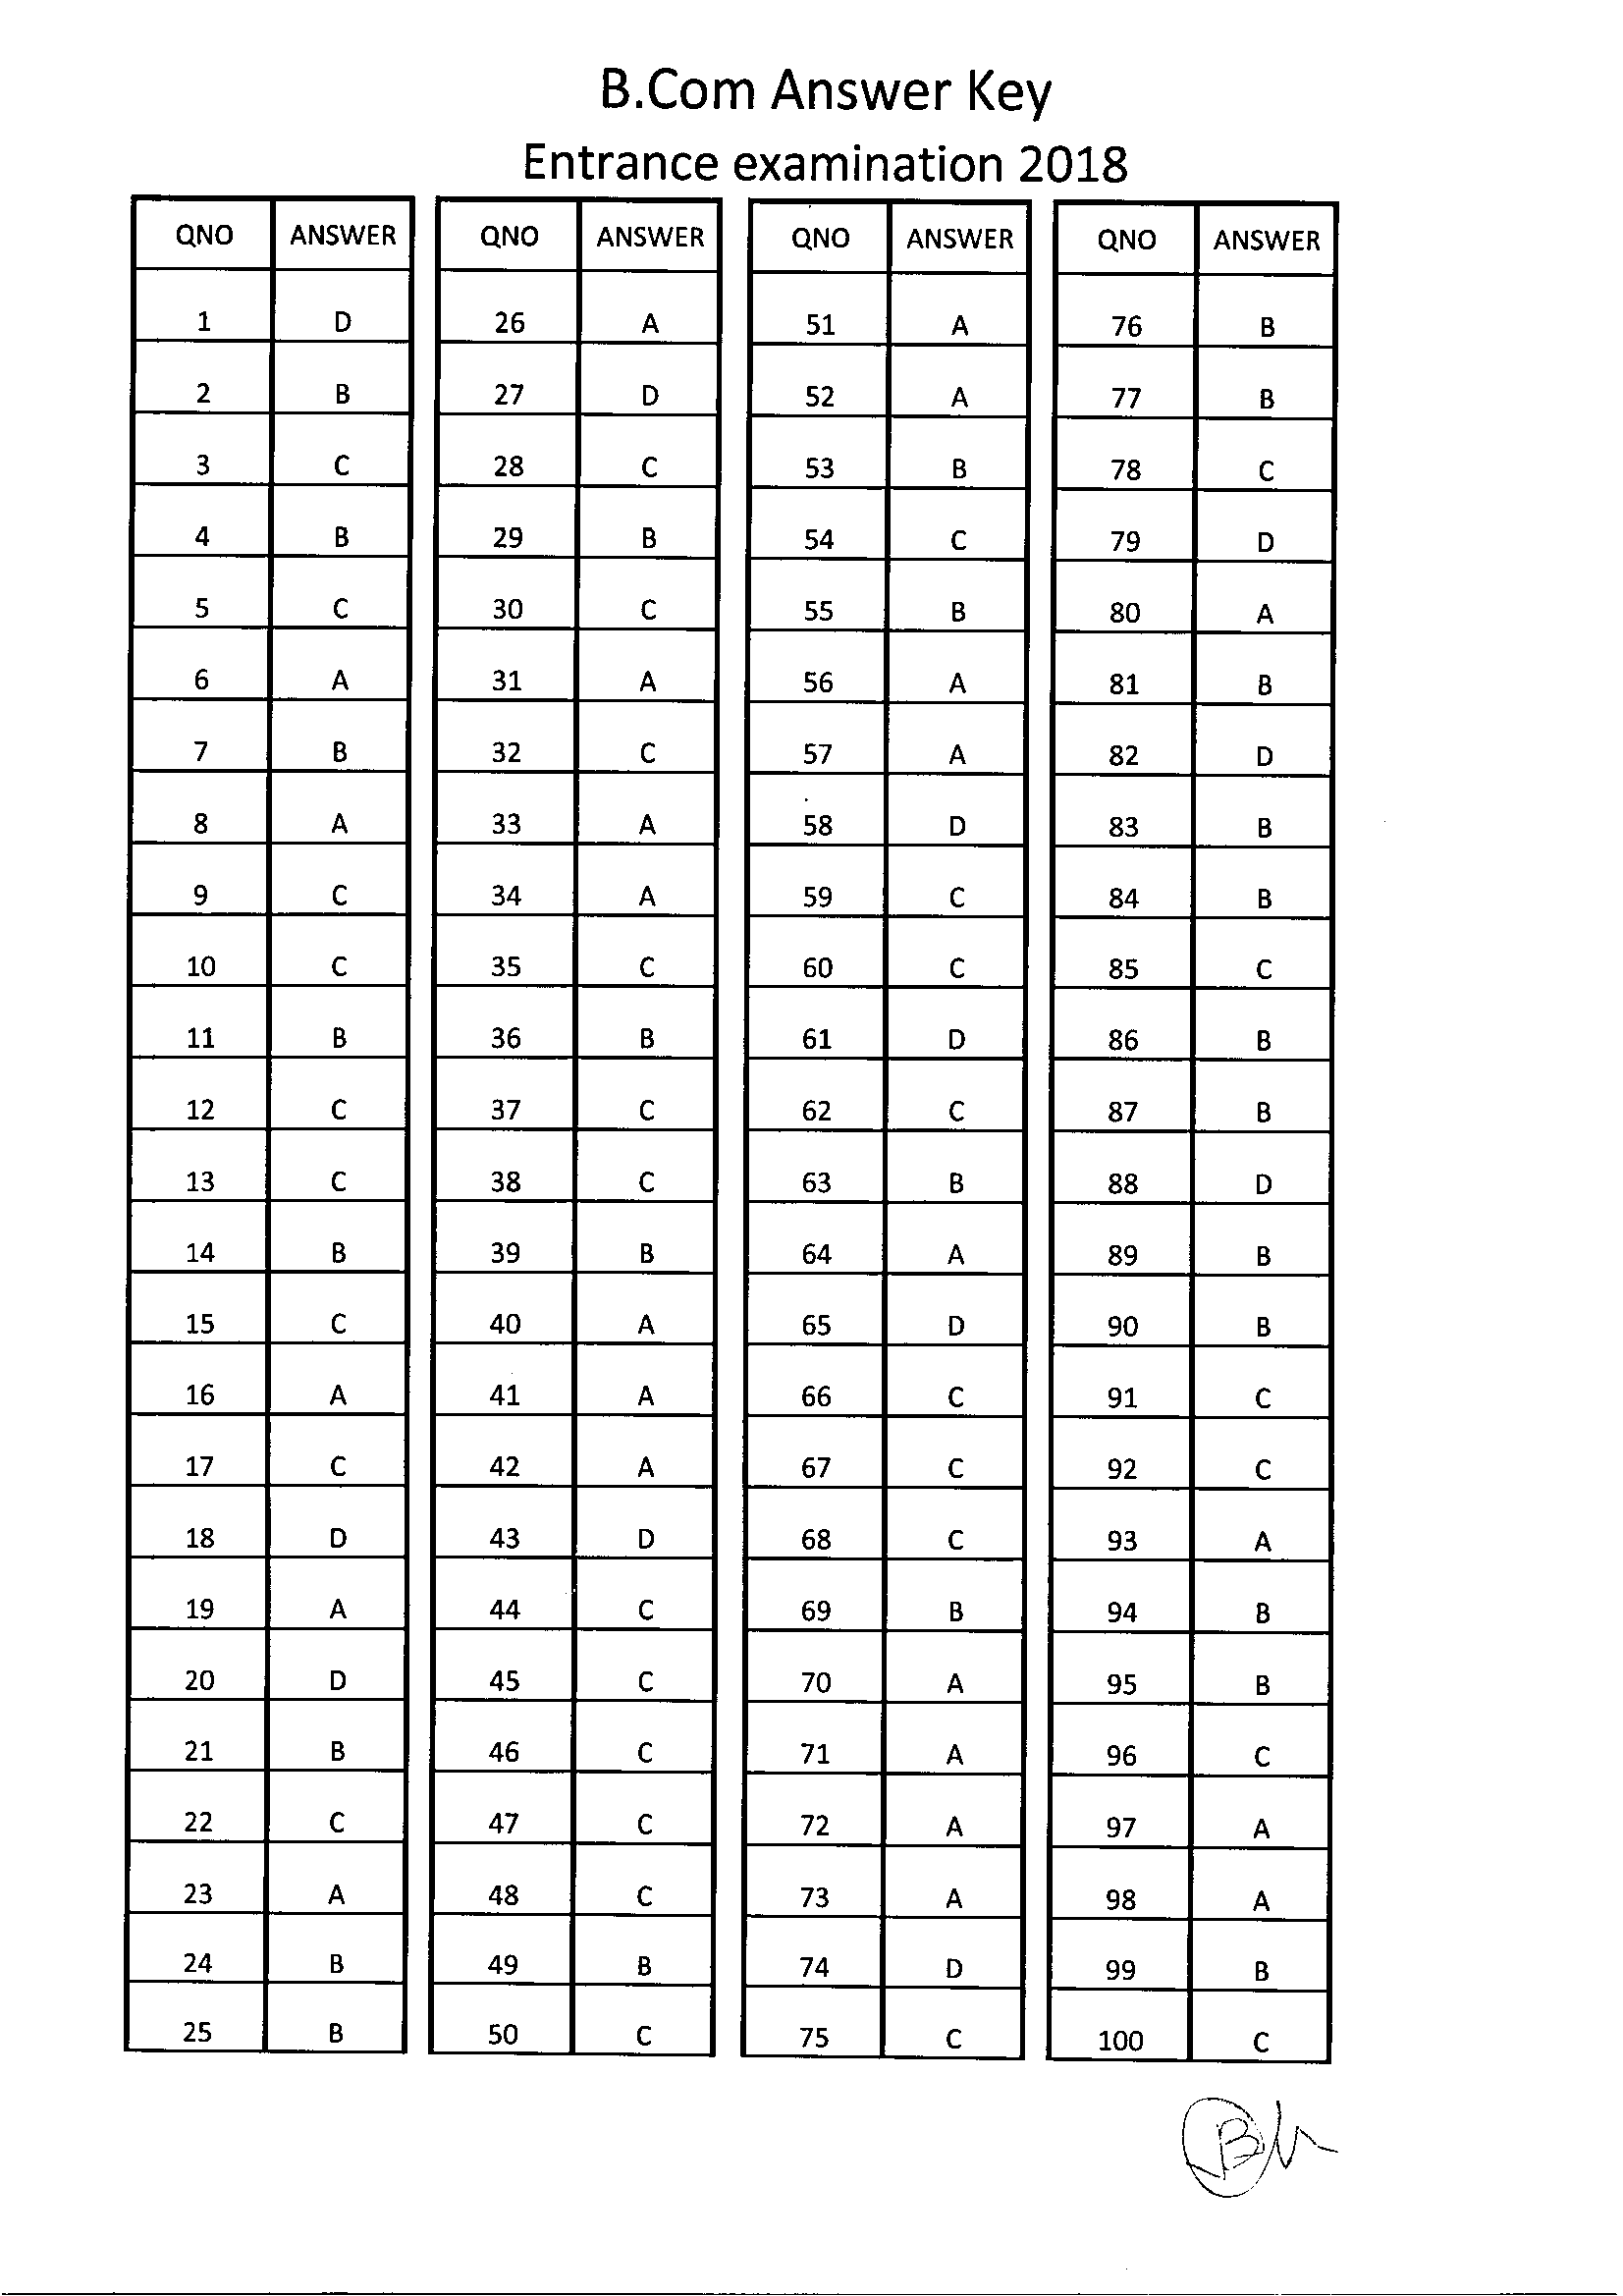 B.Com Answer Key
Entrance examination 2018
QNO ANSWER QNO ANSWER QNO ANSWER QNO ANSWER
1 D 26 A 51 A 76 B
2 B 27 D 52 A 77 B
3 C 28 C 53 B 78 C
4 B 29 B 54 C 79 D
5 C 30 C 55 B 80 A
6 A 31 A 56 A 81 B
7 B 32 C 57 A 82 D
8 A 33 A 58 D 83 B
9 C 34 A 59 C 84 B
10 C 35 C 60 C 85 C
11 B 36 B 61 D 86 B
12 C 37 C 62 C 87 B
13 C 38 C 63 B 88 D
14 B 39 B 64 A 89 B
15 C 40 A 65 D 90 B
16 A 41 A 66 C 91 C
17 C 42 A 67 C 92 C
18 D 43 D 68 C 93 A
19 A 44 C 69 B 94 B
20 D 45 C 70 A 95 B
21 B 46 C 71 A 96 C
22 C 47 C 72 A 97 A
23 A 48 C 73 A 98 A
24 B 49 B 74 D 99 B
25 B 50 C 75 C 100 C